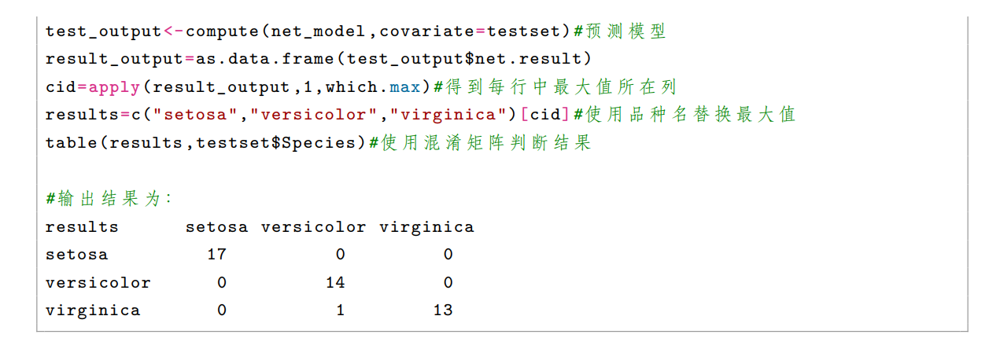 test_output<-compute(net_model,covariate=testset)#预测模型
result_output=as.data.frame(test_output$net.result)
cid=apply(result_output,1,which.max)#得到每行中最大值所在列
results=c("setosa","versicolor","virginica")[cid]#使用品种名替换最大值
table(results,testset$Species)#使用混淆矩阵判断结果
#输出结果为:
results setosa versicolor virginica
setosa 17 0 0
versicolor 0 14 0
virginica 0 1 13